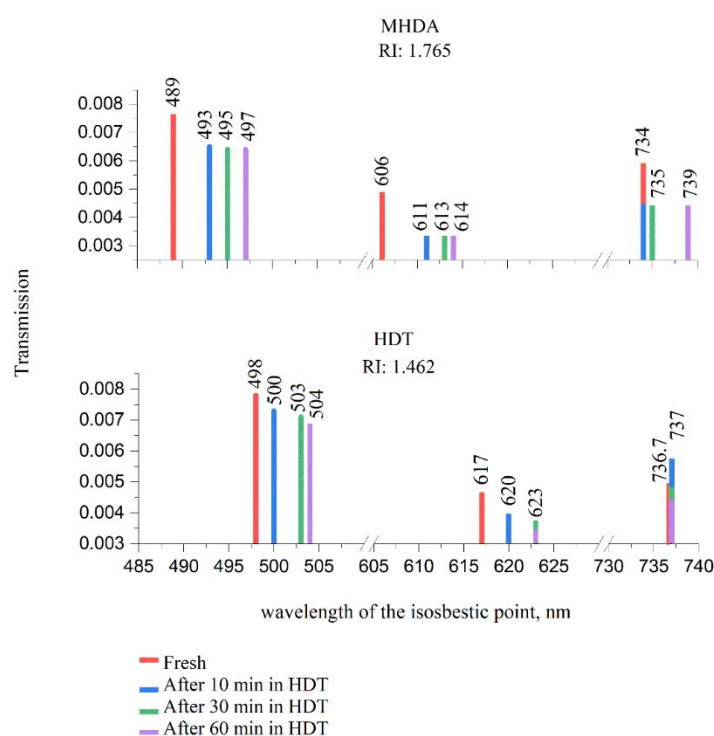 MHDA
RI: 1.765
0.008
0.007
0.006
0.005
0.004
0.003
489
493
495
497
606
611
613
614
734
735
739
Transmission
HDT
RI: 1.462
0.008
0.007
0.006
0.005
0.004
0.003
498
500
503
504
617
620
623
736.7
737
485 490 495 500 505 605 610 615 620 625 730 735 740
wavelength of the isosbestic point, nm
Fresh
After 10 min in HDT
After 30 min in HDT
After 60 min in HDT